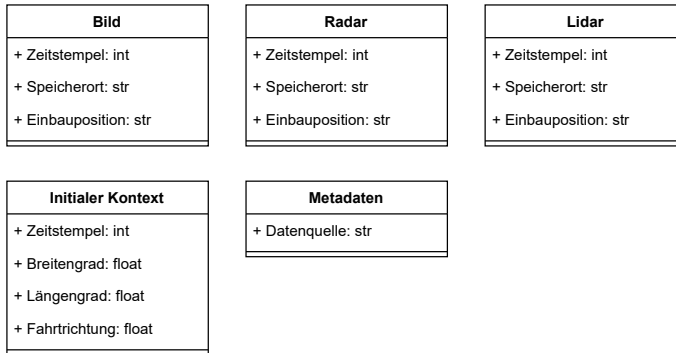 Bild
+ Zeitstempel: int
+ Speicherort: str
+ Einbauposition: str
Radar
+ Zeitstempel: int
+ Speicherort: str
+ Einbauposition: str
Lidar
+ Zeitstempel: int
+ Speicherort: str
+ Einbauposition: str
Initialer Kontext
+ Zeitstempel: int
+ Breitengrad: float
+ Längengrad: float
+ Fahrtrichtung: float
Metadaten
+ Datenquelle: str